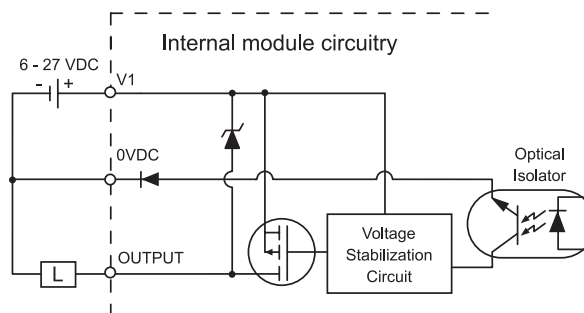 Internal module circuitry
6 - 27 VDC
- +
V1
0VDC
Optical
Isolator
Voltage
Stabilization
Circuit
OUTPUT
L